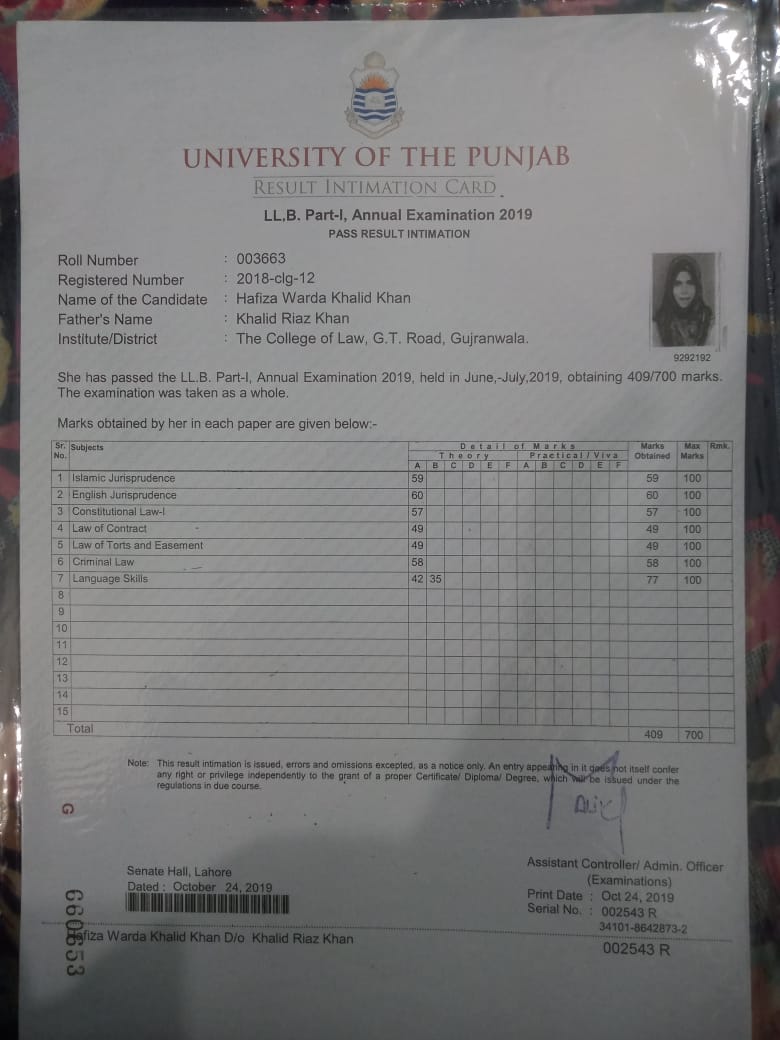 UNIVERSITY OF THE PUNJAB
RESULT INTIMATION CARD
LL,B. Part-I, Annual Examination 2019
PASS RESULT INTIMATION
Roll Number : 003663
Registered Number : 2018-clg-12
Name of the Candidate : Hafiza Warda Khalid Khan
Father's Name : Khalid Riaz Khan
Institute/District : The College of Law, G.T. Road, Gujranwala.
9292192
She has passed the LL.B. Part-I, Annual Examination 2019, held in June,-July,2019, obtaining 409/700 marks.
The examination was taken as a whole.
Marks obtained by her in each paper are given below:-
Sr. No. Subjects Detail of Marks Marks Obtained Max Marks Rmk.
Theory Practical/Viva
A B C D E F A B C D E F
1 Islamic Jurisprudence 59 59 100
2 English Jurisprudence 60 60 100
3 Constitutional Law-I 57 57 100
4 Law of Contract 49 49 100
5 Law of Torts and Easement 49 49 100
6 Criminal Law 58 58 100
7 Language Skills 42 35 77 100
8
9
10
11
12
13
14
15
Total 409 700
Note: This result intimation is issued, errors and omissions excepted, as a notice only. An entry appearing in it does not itself confer
any right or privilege independently to the grant of a proper Certificate/ Diploma/ Degree, which will be issued under the
regulations in due course.
G
660653
Senate Hall, Lahore
Dated : October 24, 2019
Assistant Controller/ Admin. Officer
(Examinations)
Print Date : Oct 24, 2019
Serial No. : 002543 R
34101-8642873-2
Hafiza Warda Khalid Khan D/o Khalid Riaz Khan
002543 R